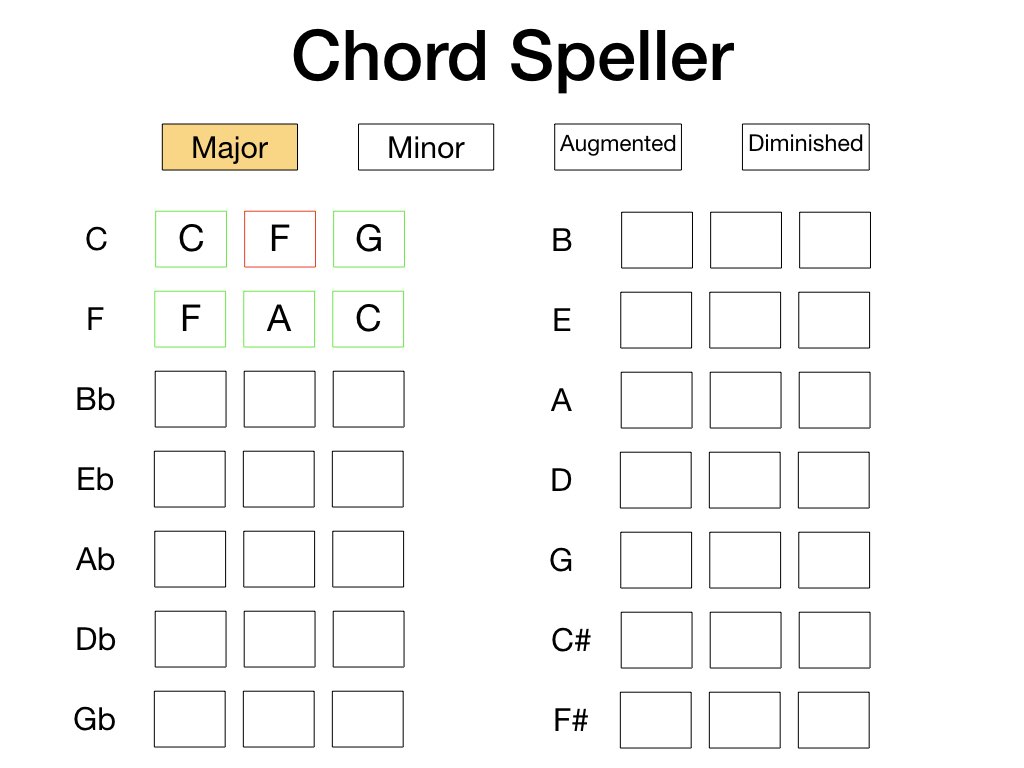 Chord Speller
Major Minor Augmented Diminished
C C F G B
F F A C E
Bb A
Eb D
Ab G
Db C#
Gb F#